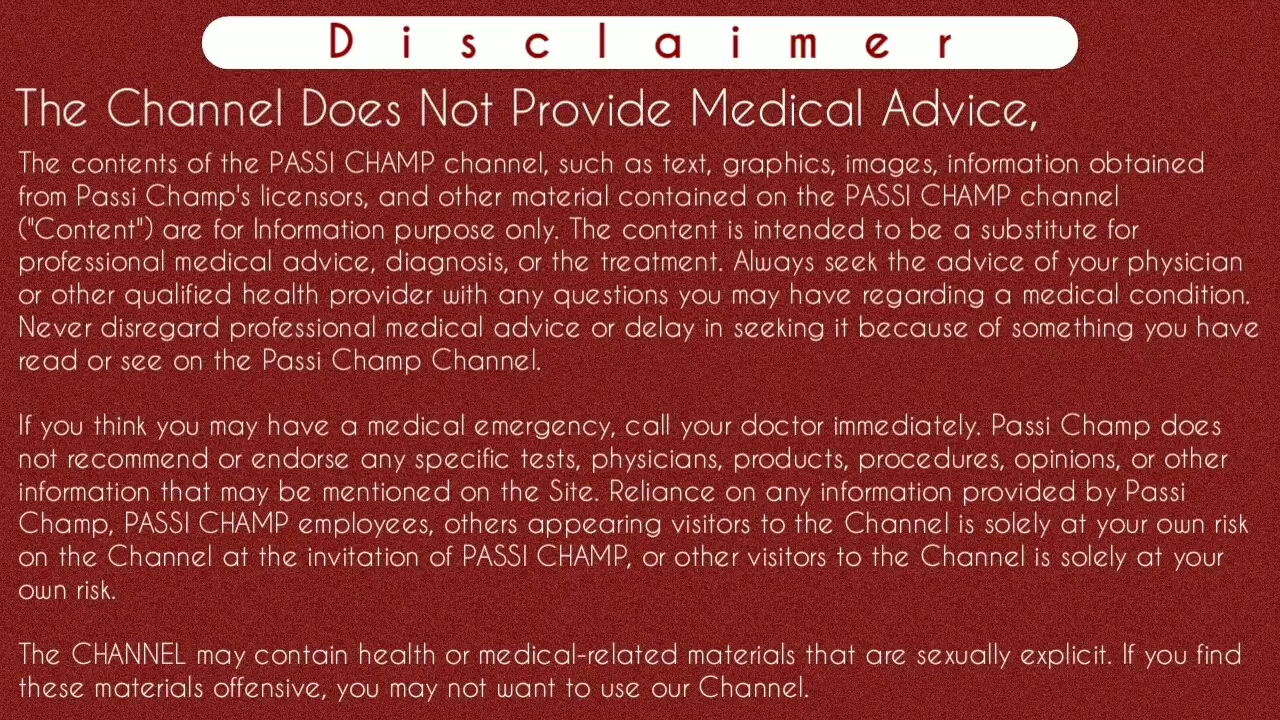 Disclaimer
The Channel Does Not Provide Medical Advice,
The contents of the PASSI CHAMP channel, such as text, graphics, images, information obtained
from Passi Champ's licensors, and other material contained on the PASSI CHAMP channel
("Content") are for Information purpose only. The content is intended to be a substitute for
professional medical advice, diagnosis, or the treatment. Always seek the advice of your physician
or other qualified health provider with any questions you may have regarding a medical condition.
Never disregard professional medical advice or delay in seeking it because of something you have
read or see on the Passi Champ Channel.
If you think you may have a medical emergency, call your doctor immediately. Passi Champ does
not recommend or endorse any specific tests, physicians, products, procedures, opinions, or other
information that may be mentioned on the Site. Reliance on any information provided by Passi
Champ, PASSI CHAMP employees, others appearing visitors to the Channel is solely at your own risk
on the Channel at the invitation of PASSI CHAMP, or other visitors to the Channel is solely at your
own risk.
The CHANNEL may contain health or medical-related materials that are sexually explicit. If you find
these materials offensive, you may not want to use our Channel.